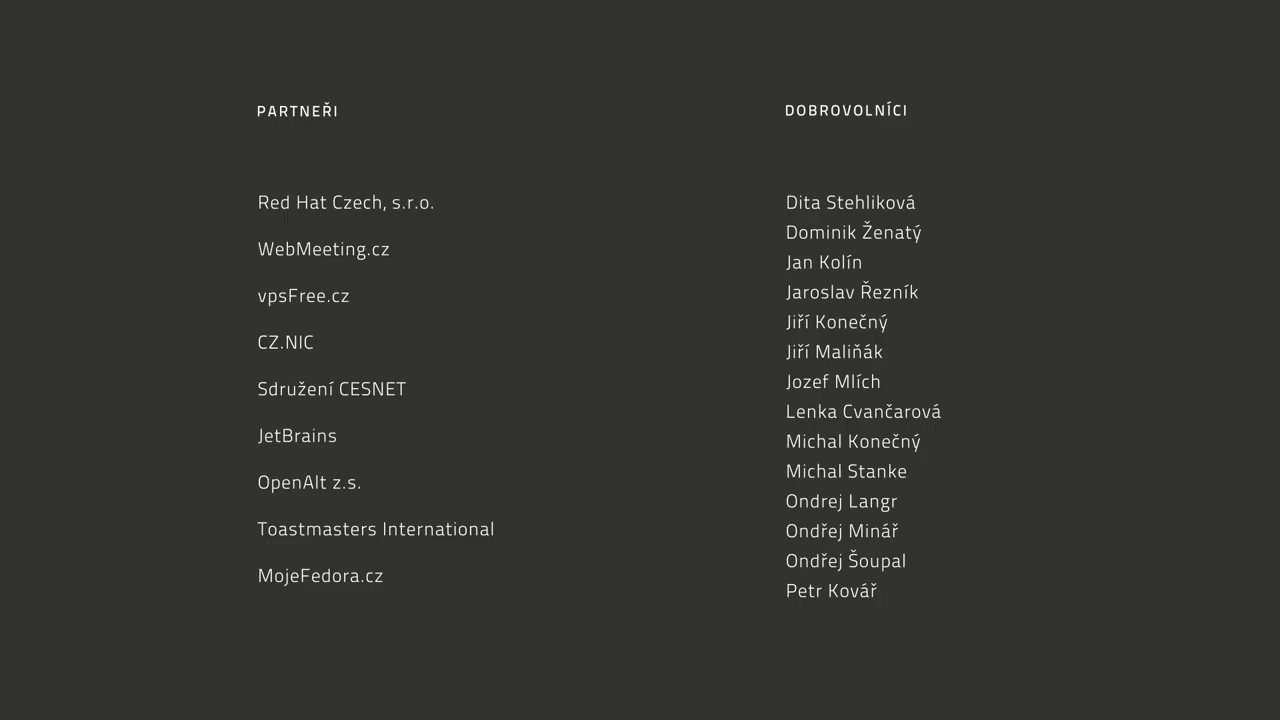 PARTNEŘI
Red Hat Czech, s.r.o.
WebMeeting.cz
vpsFree.cz
CZ.NIC
Sdružení CESNET
JetBrains
OpenAlt z.s.
Toastmasters International
MojeFedora.cz
DOBROVOLNÍCI
Dita Stehliková
Dominik Ženatý
Jan Kolín
Jaroslav Řezník
Jiří Konečný
Jiří Maliňák
Jozef Mlích
Lenka Cvančarová
Michal Konečný
Michal Stanke
Ondrej Langr
Ondřej Minář
Ondřej Šoupal
Petr Kovář